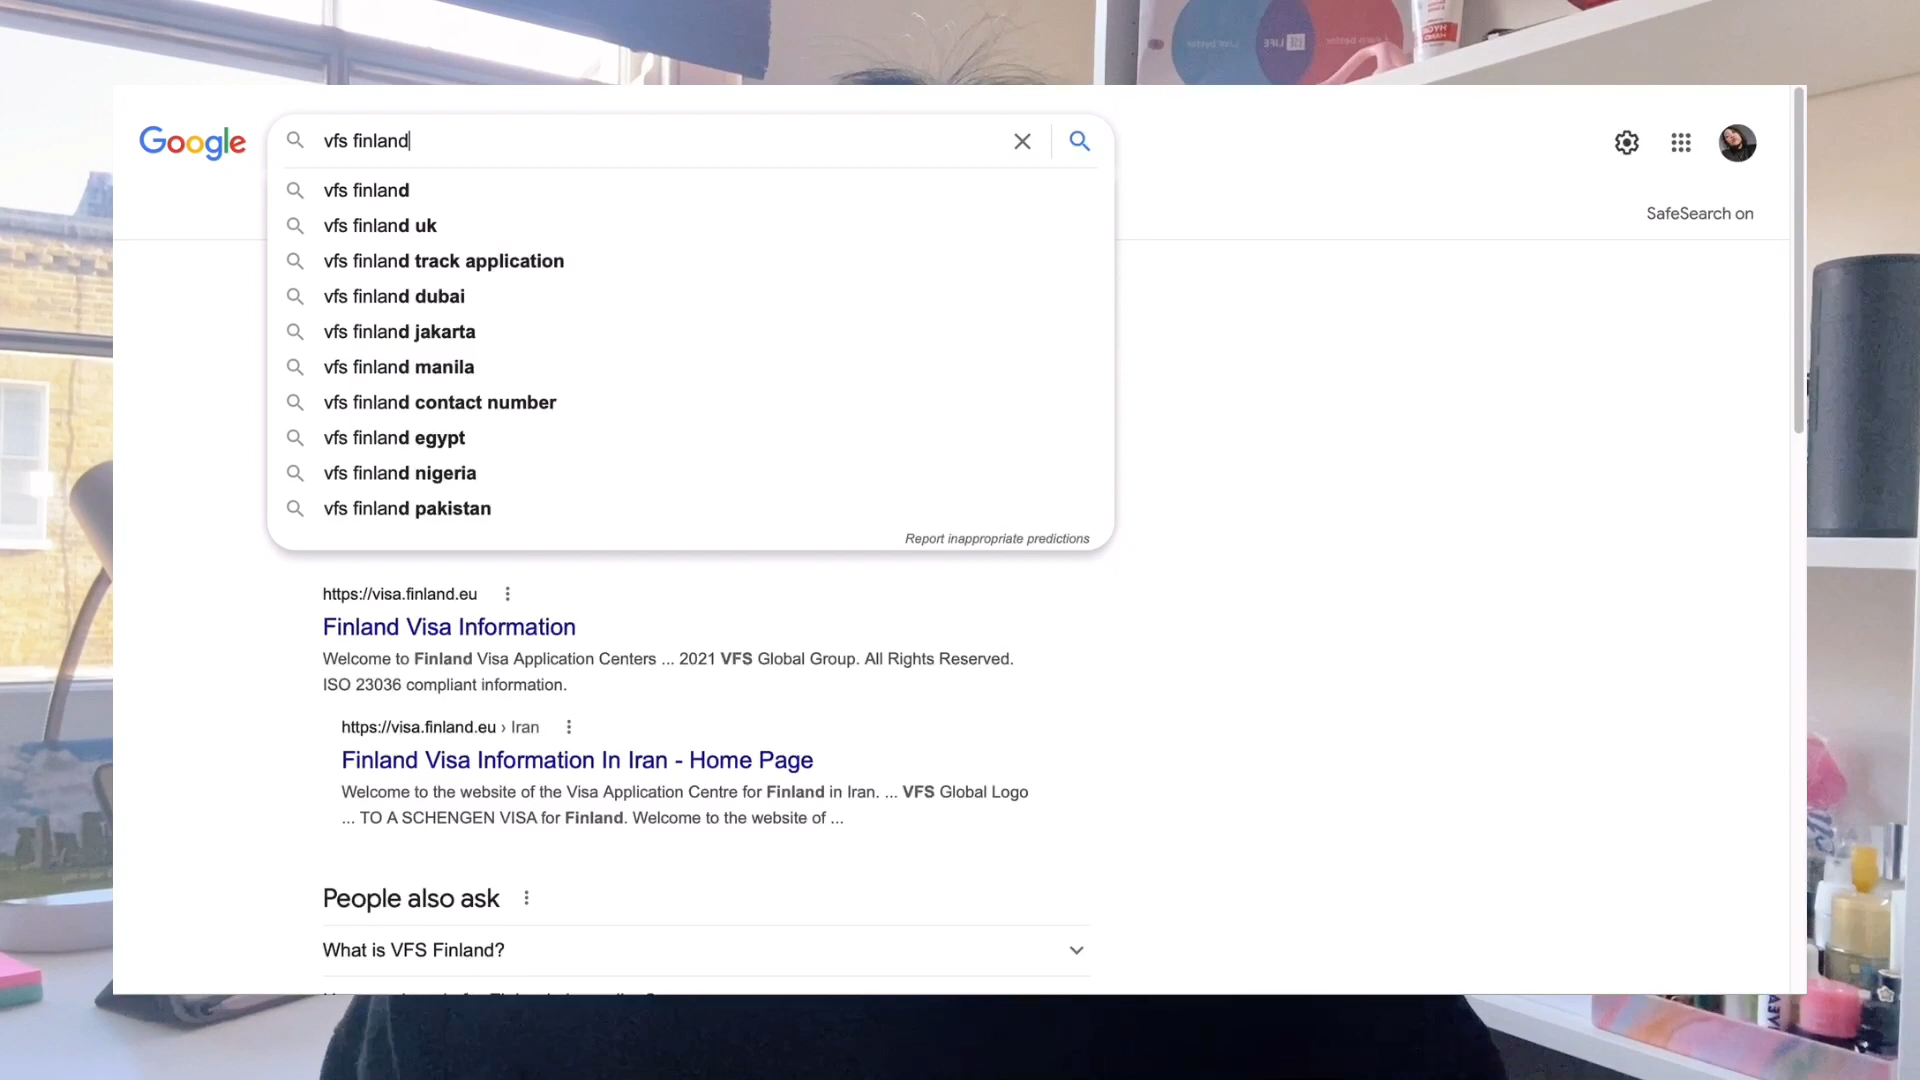 Google
vfs finland
vfs finland
vfs finland uk
vfs finland track application
vfs finland dubai
vfs finland jakarta
vfs finland manila
vfs finland contact number
vfs finland egypt
vfs finland nigeria
vfs finland pakistan
Report inappropriate predictions
SafeSearch on
https://visa.finland.eu
Finland Visa Information
Welcome to Finland Visa Application Centers ... 2021 VFS Global Group. All Rights Reserved.
ISO 23036 compliant information.
https://visa.finland.eu › Iran
Finland Visa Information In Iran - Home Page
Welcome to the website of the Visa Application Centre for Finland in Iran. ... VFS Global Logo
... TO A SCHENGEN VISA for Finland. Welcome to the website of ...
People also ask
What is VFS Finland?